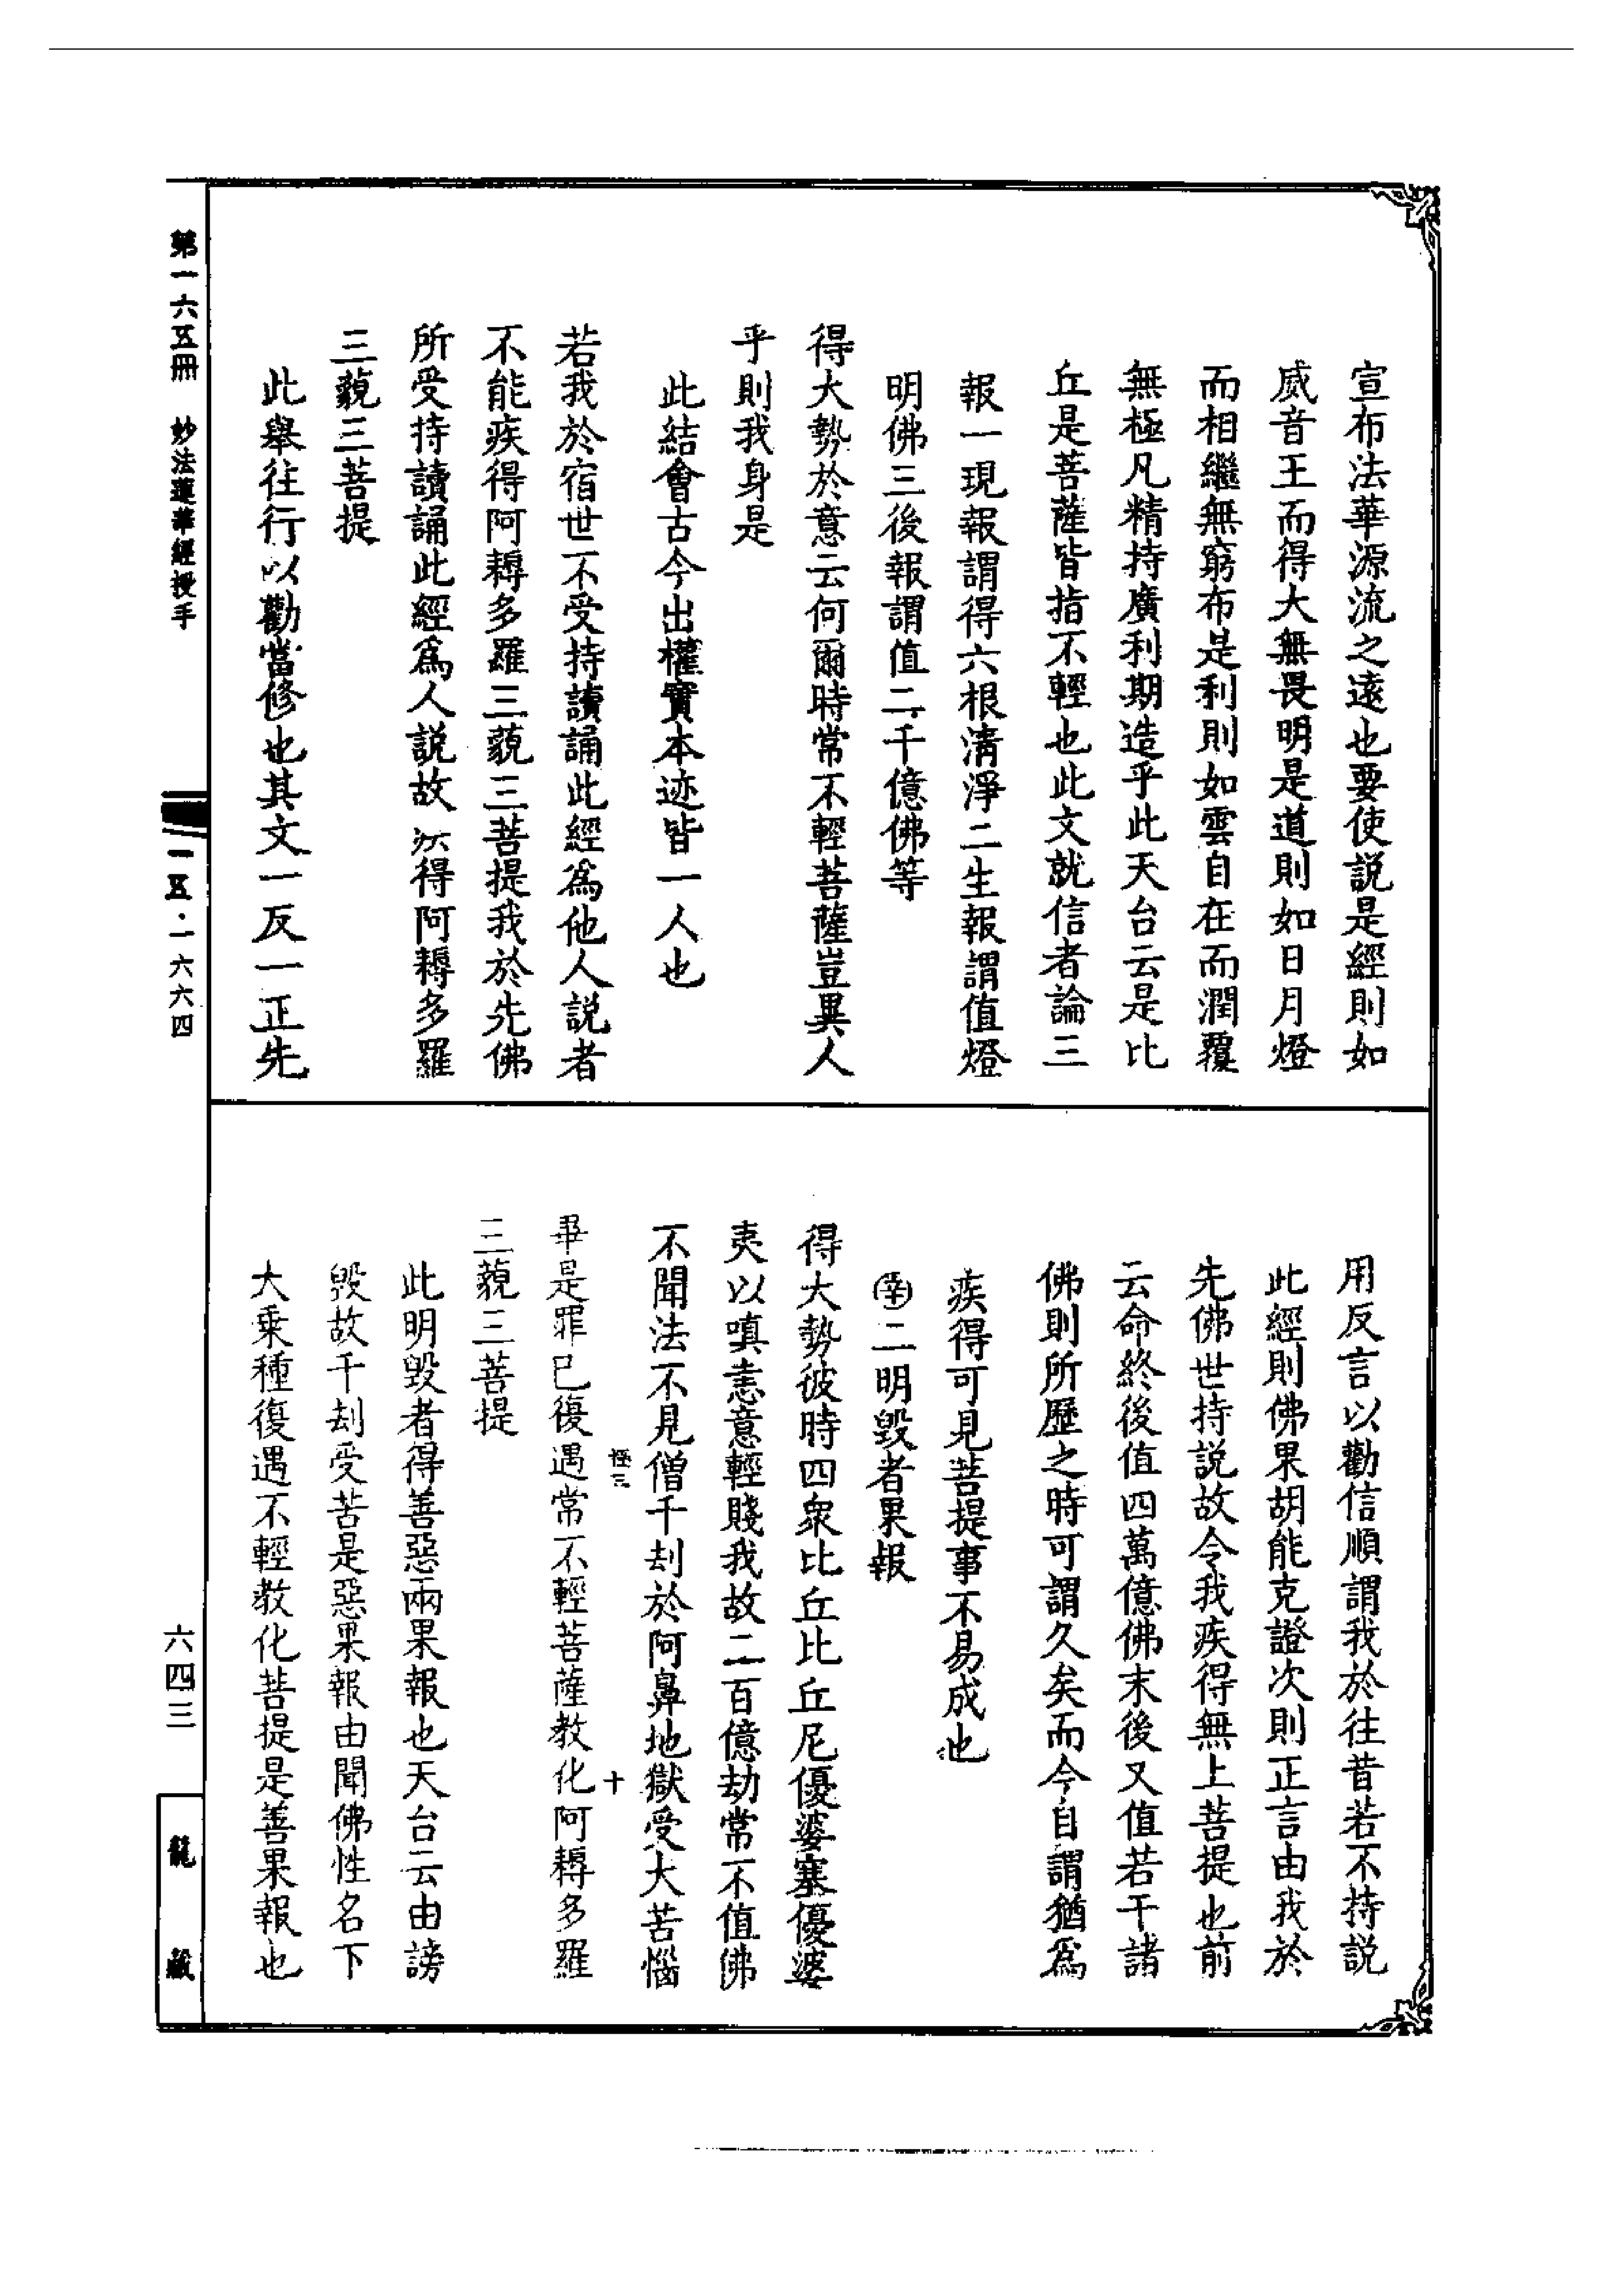 宣布法華源流之遠也要使説是經則如
威音王而得大無畏明是道則如日月燈
而相繼無窮布是利則如雲自在而潤覆
無極凡精持廣利期造乎此天台云是比
丘是菩薩皆指不輕也此文就信者論三
報一現報謂得六根清淨二生報謂值燈
明佛三後報謂值二千億佛等
得大勢於意云何爾時常不輕菩薩豈異人
乎則我身是
此結會古今出權實本迹皆一人也
若我於宿世不受持讀誦此經爲他人説者
不能疾得阿耨多羅三藐三菩提我於先佛
所受持讀誦此經爲人説故疾得阿耨多羅
三藐三菩提
此舉往行以勸當修也其文一反一正先
用反言以勸信順謂我於往昔若不持説
此經則佛果胡能克證次則正言由我於
先佛世持説故令我疾得無上菩提也前
云命終後值四萬億佛末後又值若干諸
佛則所歷之時可謂久矣而今自謂猶爲
疾得可見菩提事不易成也
㊛二明毀者果報
得大勢彼時四衆比丘比丘尼優婆塞優婆
夷以嗔恚意輕賤我故二百億劫常不值佛
不聞法不見僧千刦於阿鼻地獄受大苦惱
畢是罪已復遇常不輕菩薩教化阿耨多羅
十
三藐三菩提
此明毀者得善惡兩果報也天台云由謗
毀故千刦受苦是惡果報由聞佛性名下
大乘種復遇不輕教化菩提是善果報也
第一六五冊 妙法蓮華經授手
一五·一六六四
六四三
龍藏